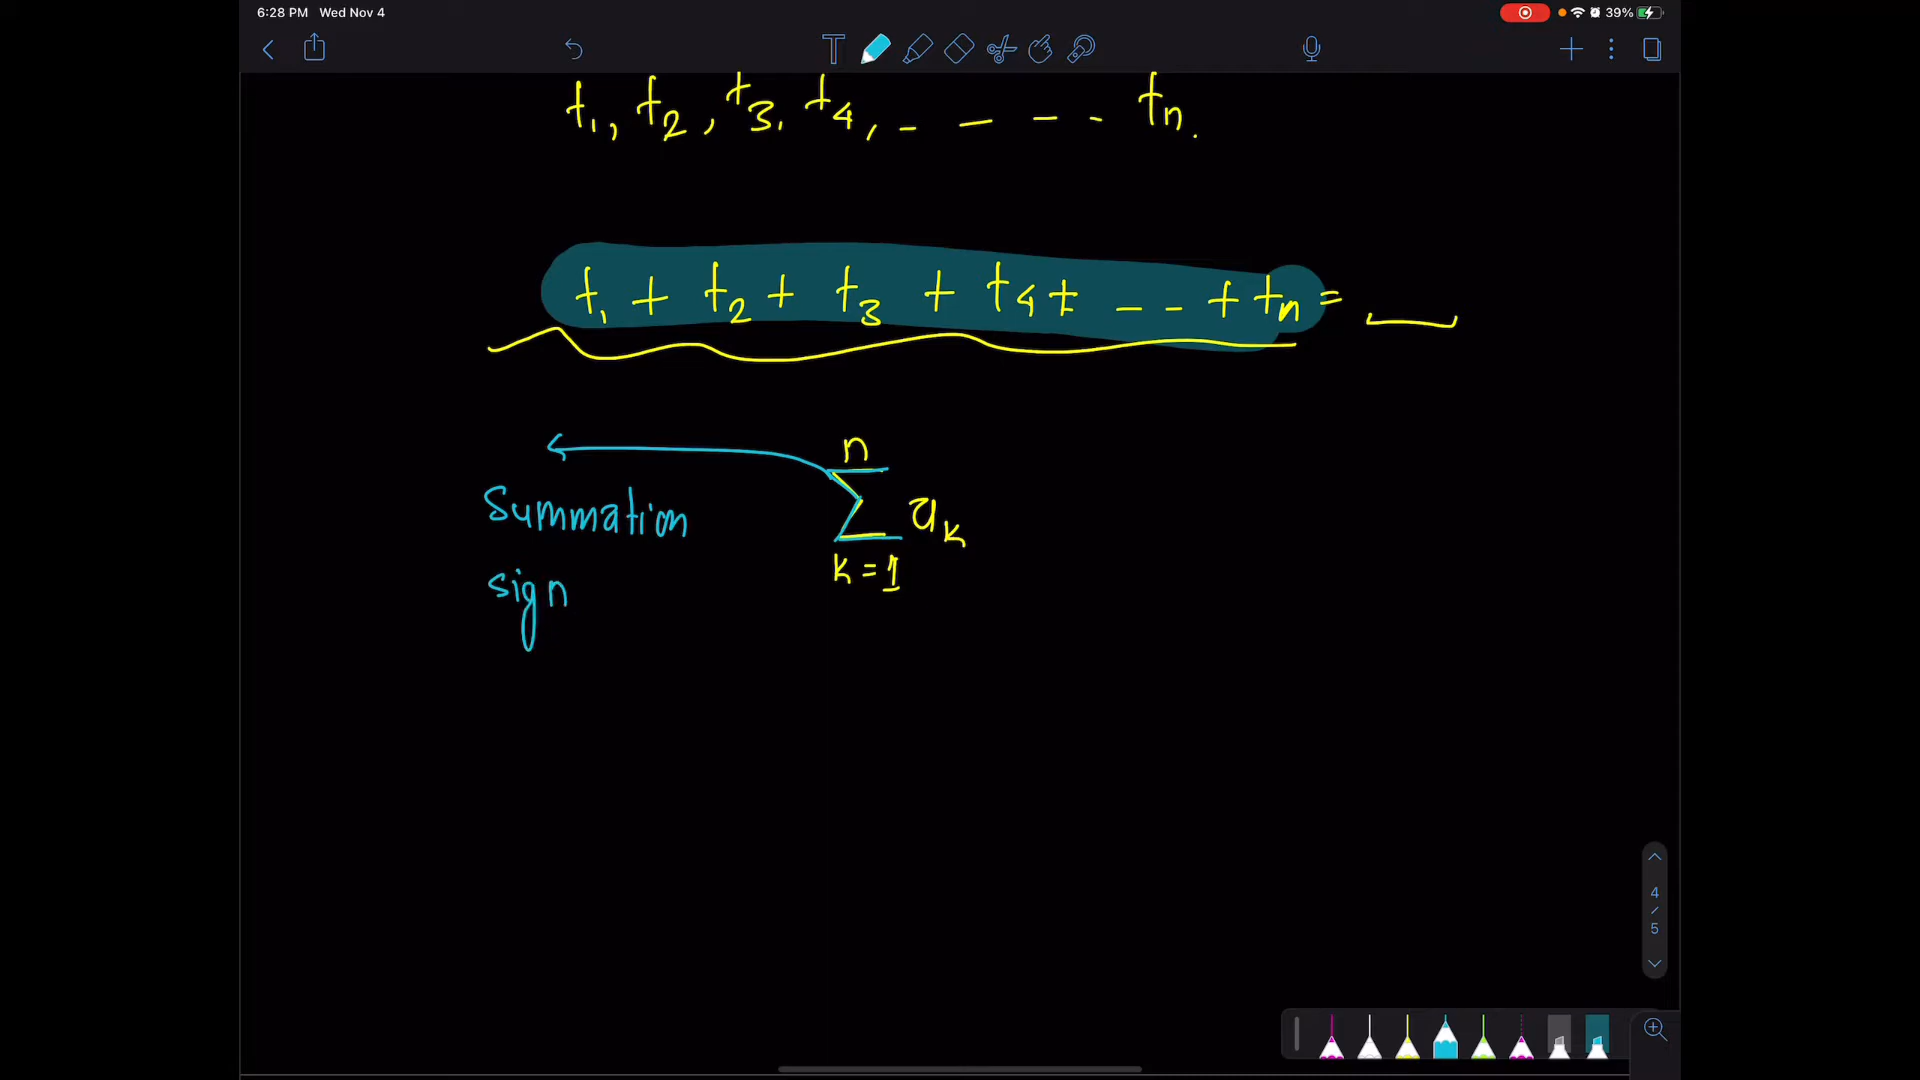 6:28 PM Wed Nov 4 39%
T
t₁, t₂, t₃, t₄, - - - - tₙ.
t₁ + t₂ + t₃ + t₄ + - - + tₙ = __
n
Σ aₖ
k=1
Summation
sign
4
/
5